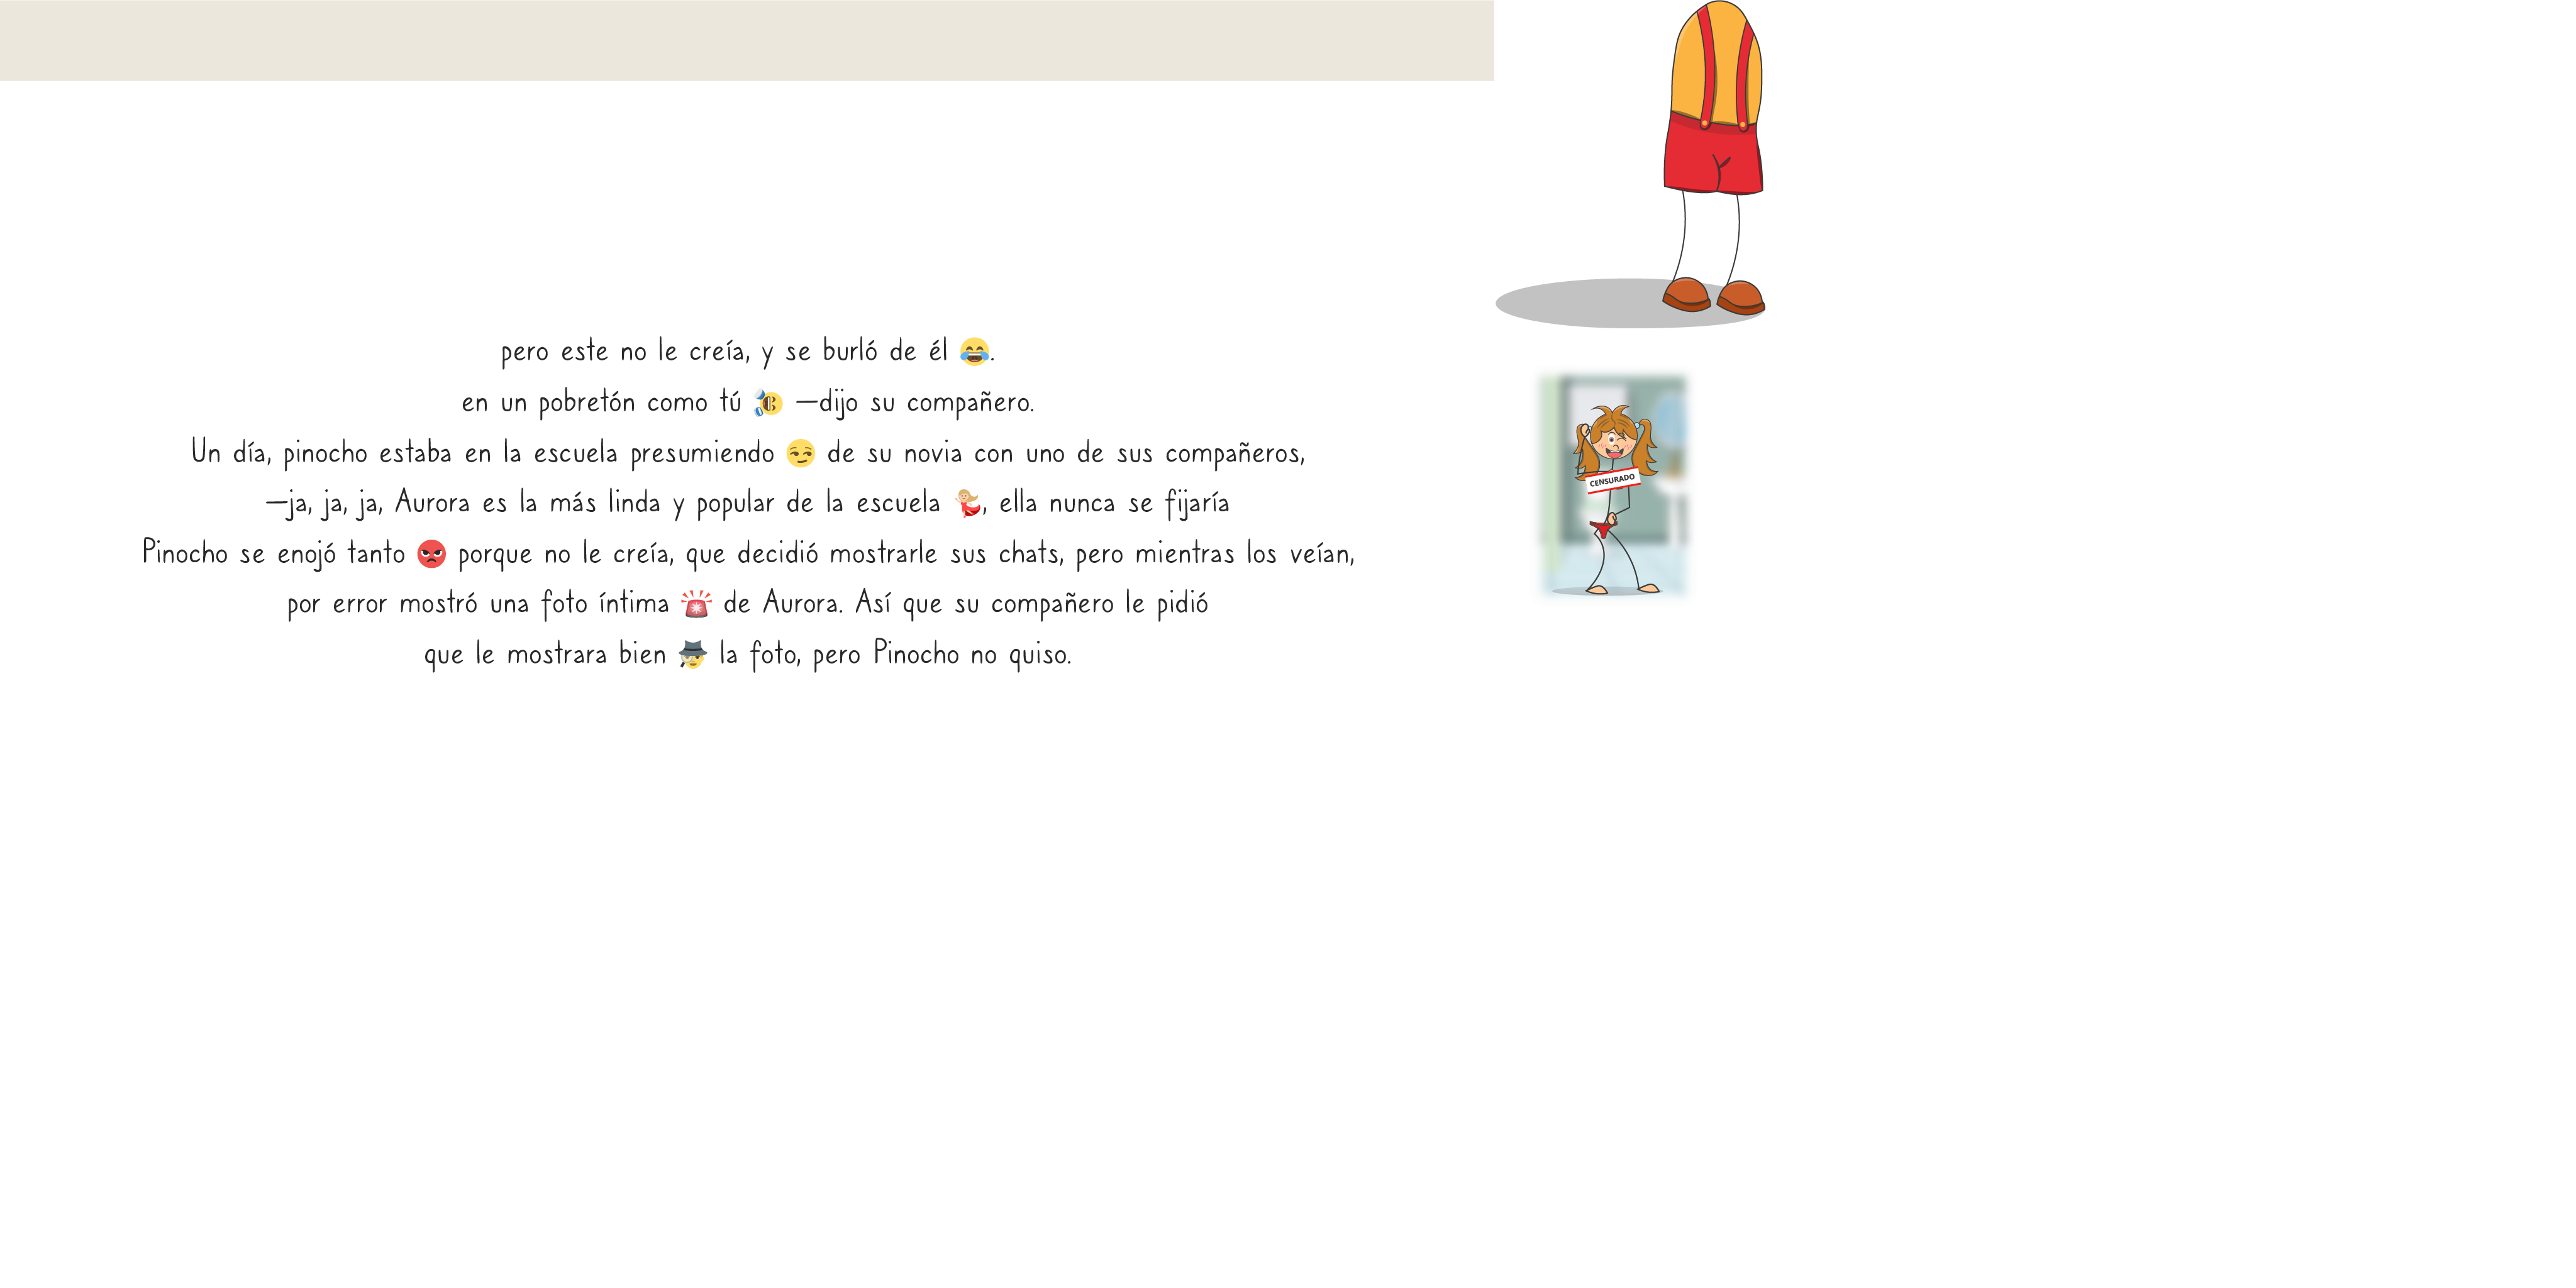 pero este no le creía, y se burló de él 😂.
en un pobretón como tú 🤣 —dijo su compañero.
Un día, pinocho estaba en la escuela presumiendo 😏 de su novia con uno de sus compañeros,
—ja, ja, ja, Aurora es la más linda y popular de la escuela 💃, ella nunca se fijaría
Pinocho se enojó tanto 😡 porque no le creía, que decidió mostrarle sus chats, pero mientras los veían,
por error mostró una foto íntima 🚨 de Aurora. Así que su compañero le pidió
que le mostrara bien 🕵 la foto, pero Pinocho no quiso.
CENSURADO